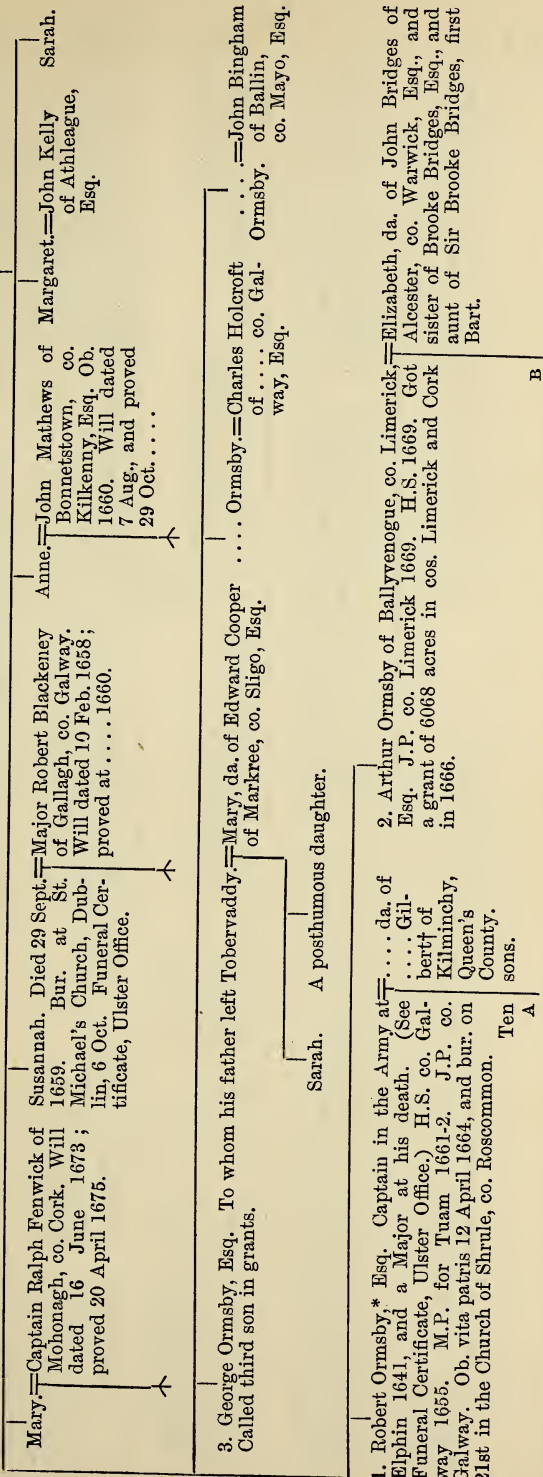 Mary.=Captain Ralph Fenwick of
Mohonagh, co. Cork. Will
dated 16 June 1673;
proved 20 April 1675.
Susannah. Died 29 Sept.=Major Robert Blackeney
1659. Bur. at St. of Gallagh, co. Galway.
Michael's Church, Dub- Will dated 10 Feb. 1658;
lin, 6 Oct. Funeral Cer- proved at . . . . 1660.
tificate, Ulster Office.
Anne.=John Mathews of
Bonnetstown, co.
Kilkenny, Esq. Ob.
1660. Will dated
7 Aug., and proved
29 Oct.. . . .
Margaret.=John Kelly
of Athleague,
Esq.
Sarah.
3. George Ormsby, Esq. To whom his father left Tobervaddy.=Mary, da. of Edward Cooper
Called third son in grants. of Markree, co. Sligo, Esq.
Sarah. A posthumous daughter.
. . . . Ormsby.=Charles Holcroft
of . . . . co. Gal-
way, Esq.
. . . .=John Bingham
Ormsby. of Ballin,
co. Mayo, Esq.
1. Robert Ormsby,* Esq. Captain in the Army at=. . . . da. of
Elphin 1641, and a Major at his death. (See . . . . Gil-
Funeral Certificate, Ulster Office.) H.S. co. Gal- bert† of
way 1655. M.P. for Tuam 1661-2. J.P. co. Kilminchy,
Galway. Ob. vita patris 12 April 1664, and bur. on Queen's
21st in the Church of Shrule, co. Roscommon. County.
Ten sons.
A
2. Arthur Ormsby of Ballyvenogue, co. Limerick,=Elizabeth, da. of John Bridges of
Esq. J.P. co. Limerick 1669. H.S. 1669. Got Alcester, co. Warwick, Esq., and
a grant of 6068 acres in cos. Limerick and Cork sister of Brooke Bridges, Esq., and
in 1666. aunt of Sir Brooke Bridges, first
Bart.
B